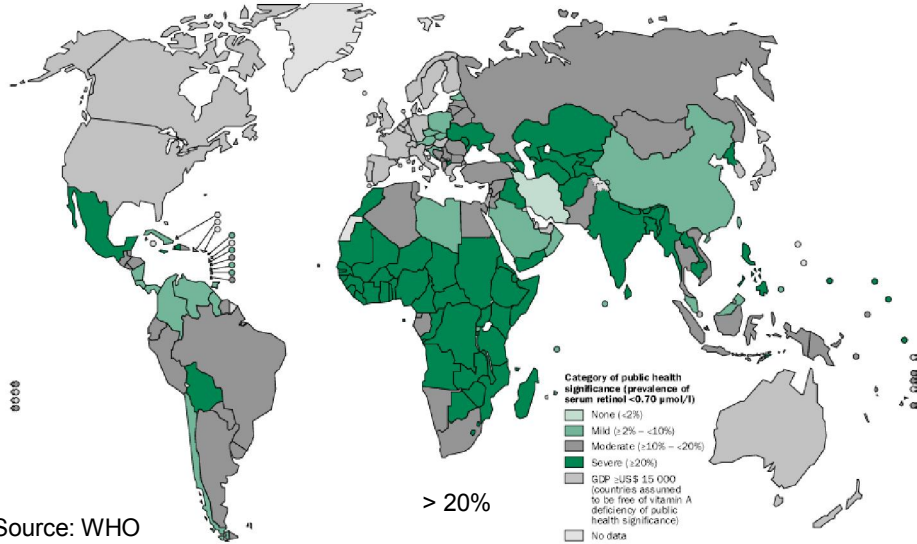 Category of public health
significance (prevalence of
serum retinol <0.70 µmol/l)
None (<2%)
Mild (≥2% – <10%)
Moderate (≥10% – <20%)
Severe (≥20%)
GDP ≥US$ 15 000
(countries assumed
to be free of vitamin A
deficiency of public
health significance)
No data
> 20%
Source: WHO